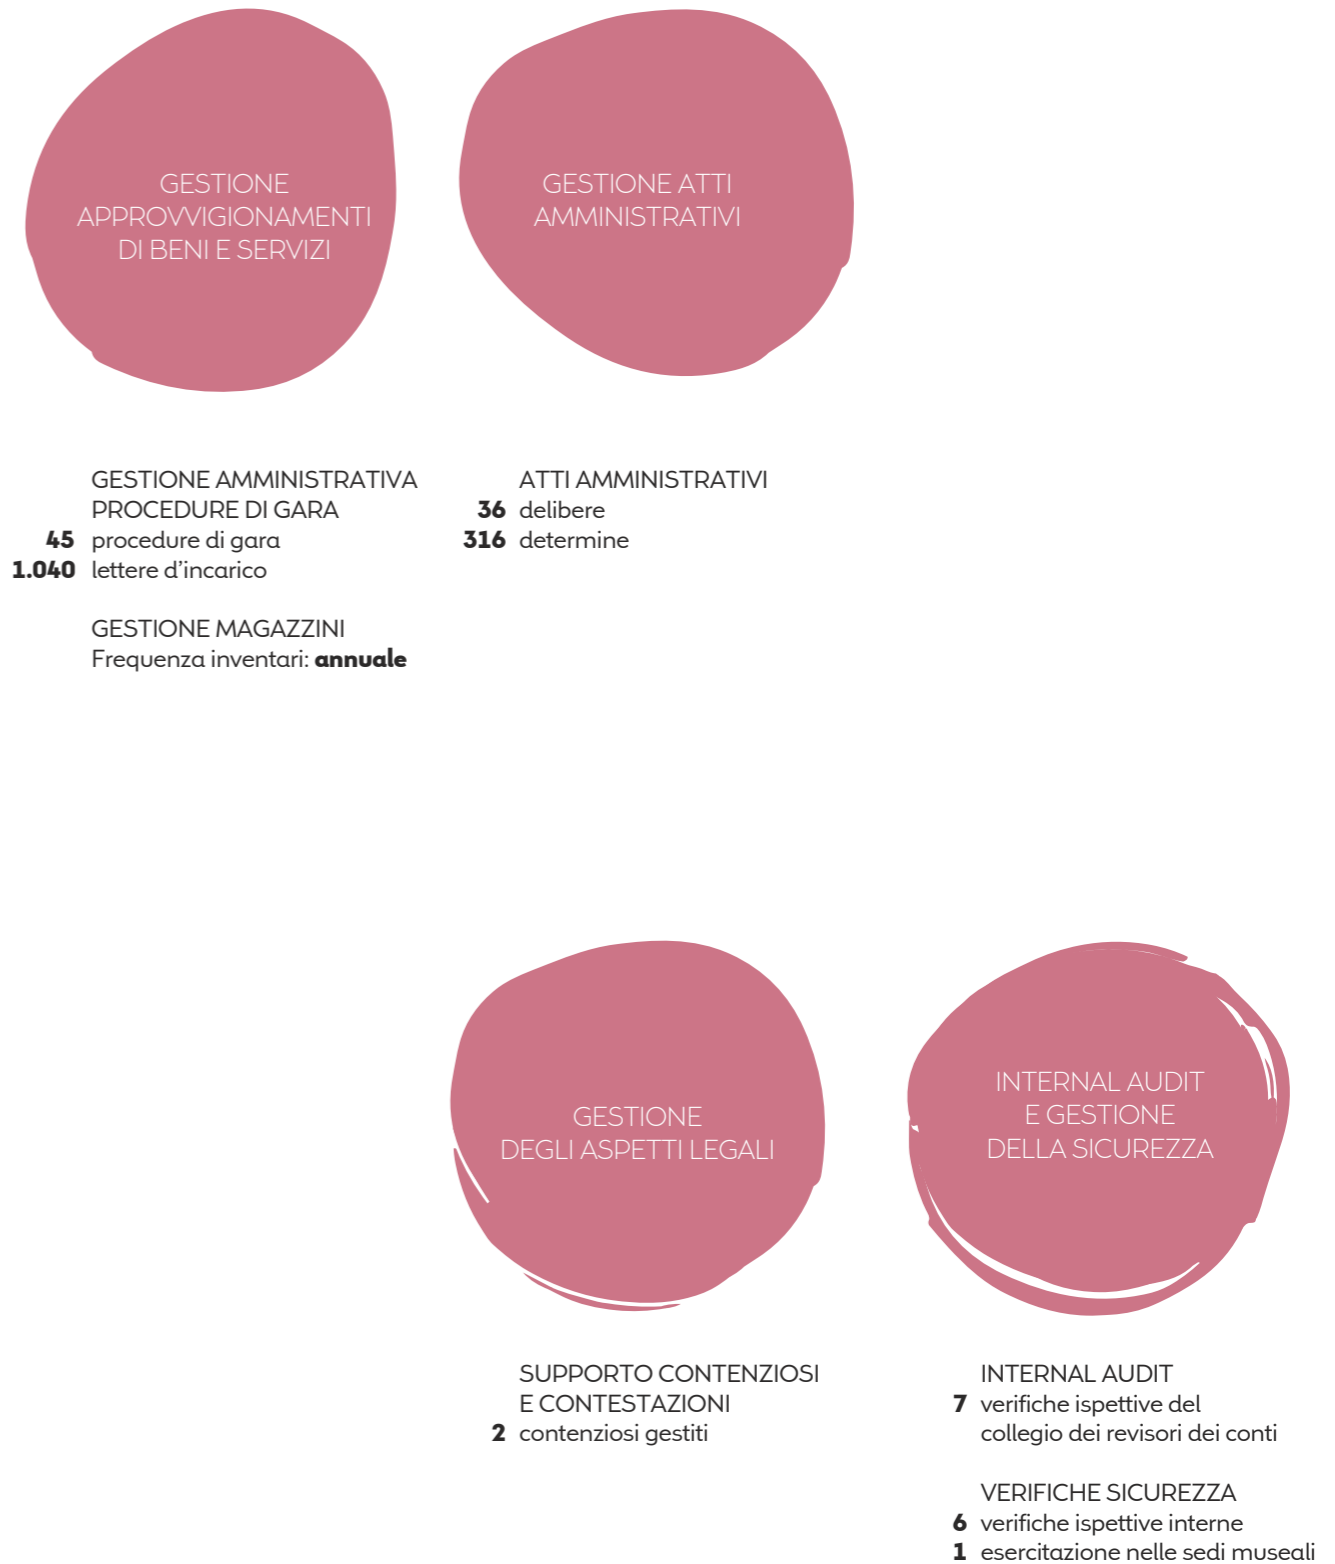 GESTIONE
APPROVVIGIONAMENTI
DI BENI E SERVIZI
GESTIONE ATTI
AMMINISTRATIVI
GESTIONE AMMINISTRATIVA
PROCEDURE DI GARA
45 procedure di gara
1.040 lettere d'incarico
GESTIONE MAGAZZINI
Frequenza inventari: annuale
ATTI AMMINISTRATIVI
36 delibere
316 determine
GESTIONE
DEGLI ASPETTI LEGALI
INTERNAL AUDIT
E GESTIONE
DELLA SICUREZZA
SUPPORTO CONTENZIOSI
E CONTESTAZIONI
2 contenziosi gestiti
INTERNAL AUDIT
7 verifiche ispettive del
collegio dei revisori dei conti
VERIFICHE SICUREZZA
6 verifiche ispettive interne
1 esercitazione nelle sedi museali